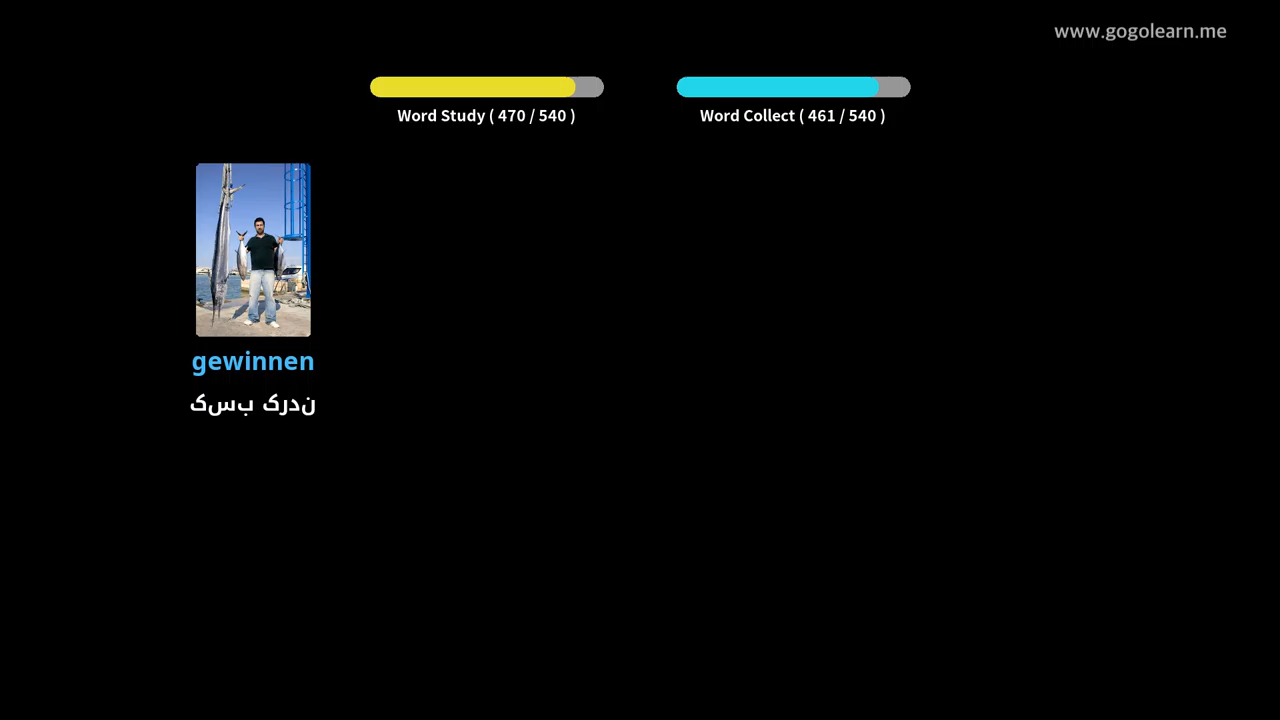 www.gogolearn.me
Word Study ( 470 / 540 )
Word Collect ( 461 / 540 )
gewinnen
کسب کردن